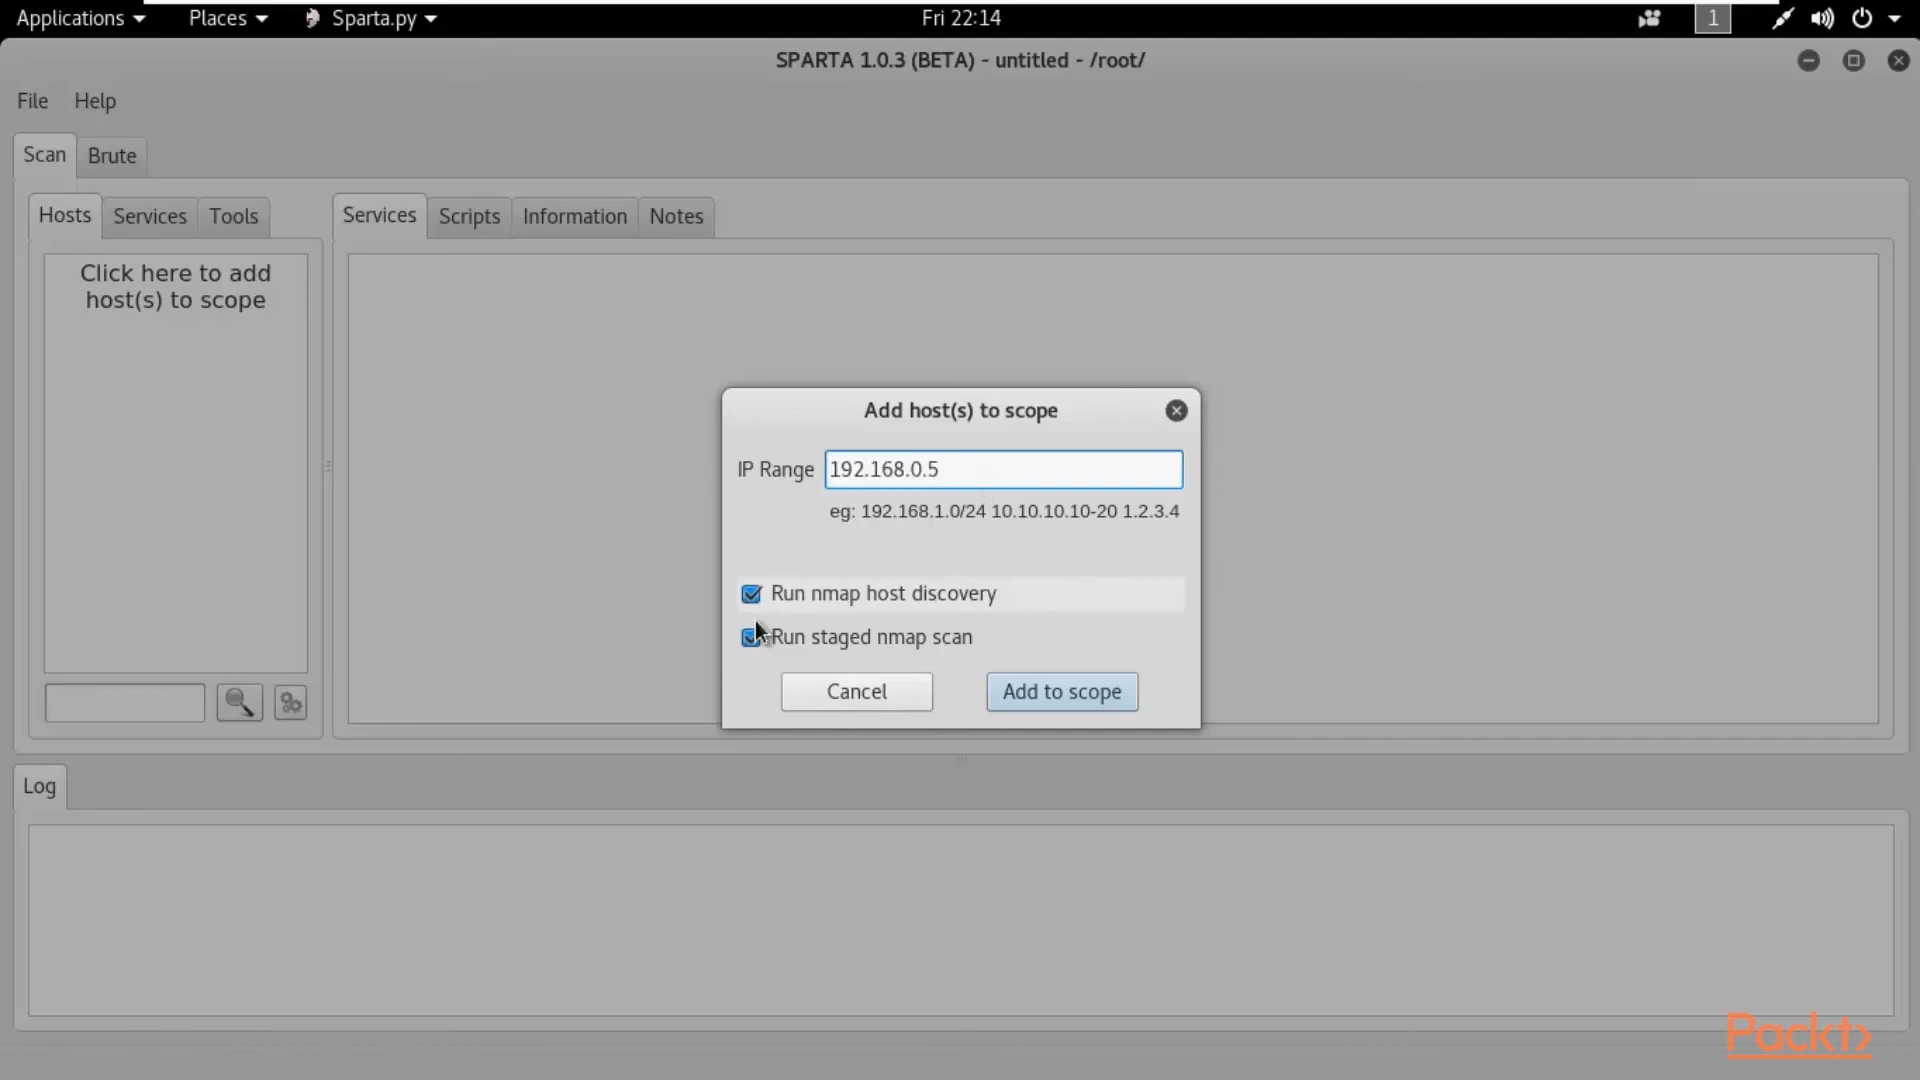 Applications Places Sparta.py Fri 22:14 1
SPARTA 1.0.3 (BETA) - untitled - /root/
File Help
Scan Brute
Hosts Services Tools Services Scripts Information Notes
Click here to add
host(s) to scope
Add host(s) to scope
IP Range 192.168.0.5
eg: 192.168.1.0/24 10.10.10.10-20 1.2.3.4
Run nmap host discovery
Run staged nmap scan
Cancel Add to scope
Log
Packt>